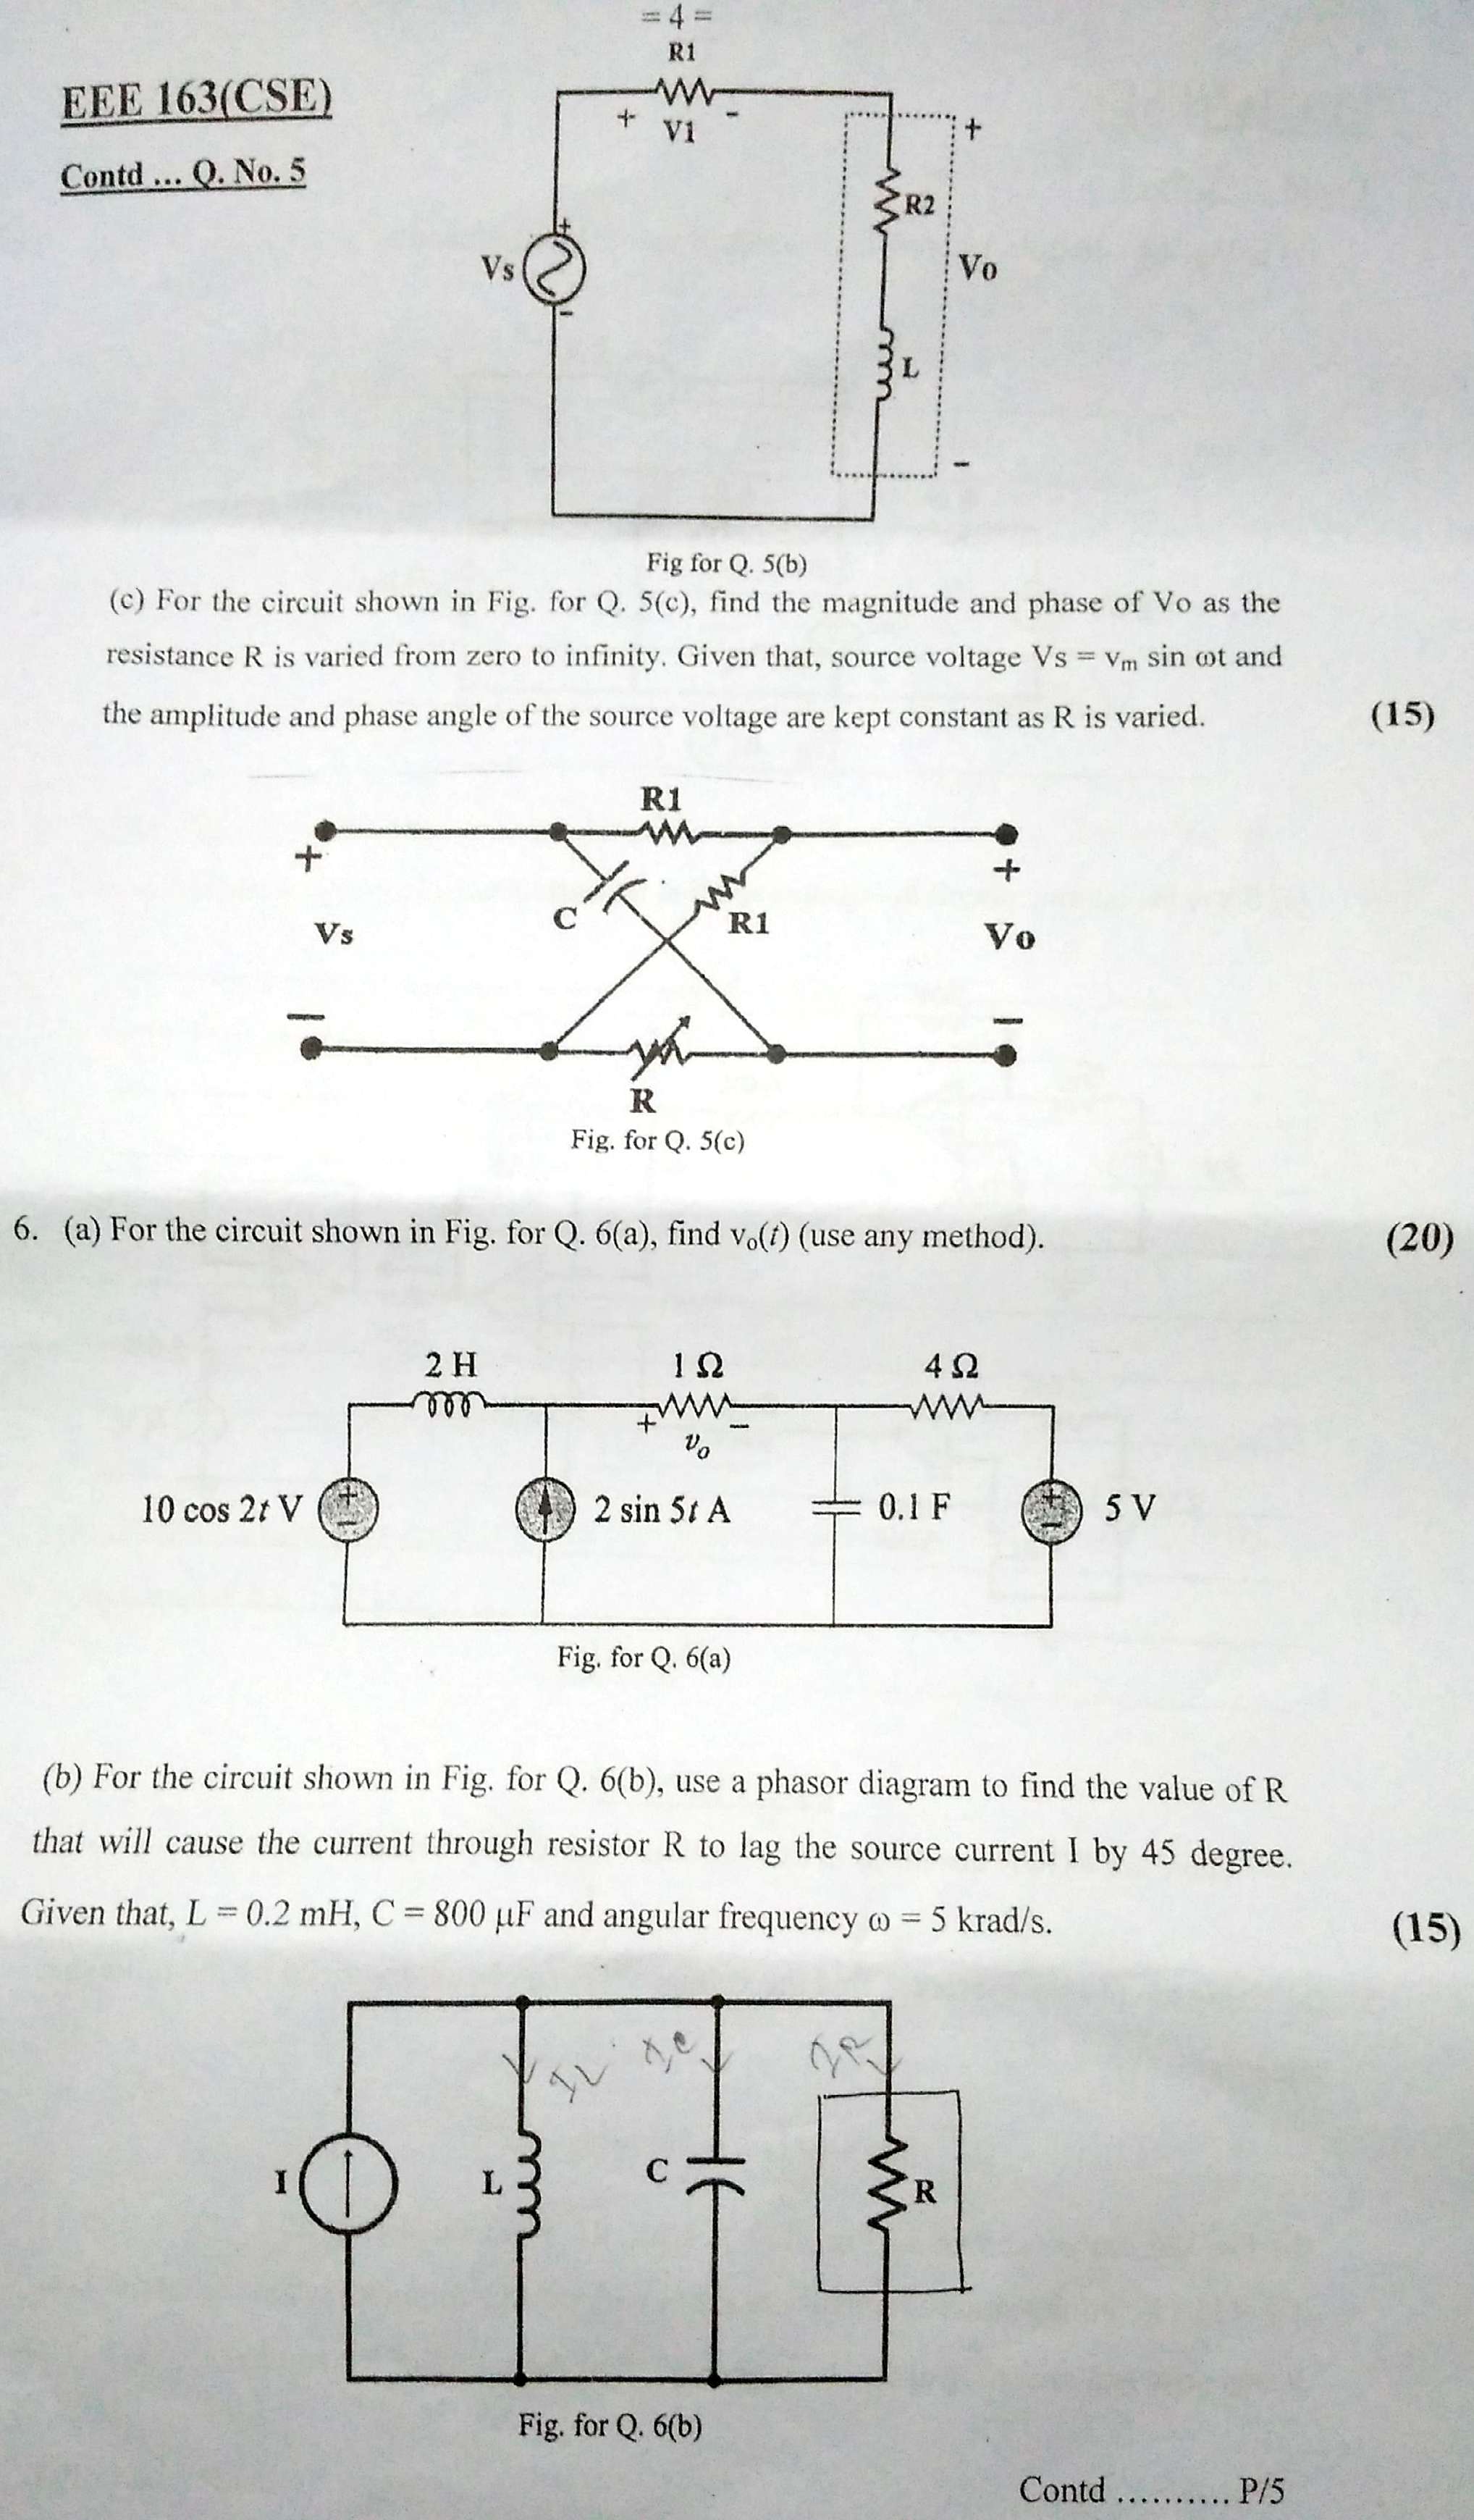 = 4 =
EEE 163(CSE)
Contd ... Q. No. 5
R1
+ V1 -
+
R2
Vs
+
-
Vo
L
-
Fig for Q. 5(b)
(c) For the circuit shown in Fig. for Q. 5(c), find the magnitude and phase of Vo as the
resistance R is varied from zero to infinity. Given that, source voltage Vs = vm sin ωt and
the amplitude and phase angle of the source voltage are kept constant as R is varied. (15)
R1
+
+
C
R1
Vs
Vo
R
Fig. for Q. 5(c)
6. (a) For the circuit shown in Fig. for Q. 6(a), find vo(t) (use any method). (20)
2 H 1 Ω 4 Ω
+ vo −
10 cos 2t V + − 2 sin 5t A 0.1 F + − 5 V
Fig. for Q. 6(a)
(b) For the circuit shown in Fig. for Q. 6(b), use a phasor diagram to find the value of R
that will cause the current through resistor R to lag the source current I by 45 degree.
Given that, L = 0.2 mH, C = 800 μF and angular frequency ω = 5 krad/s. (15)
IL IC IR
I L C R
Fig. for Q. 6(b)
Contd .......... P/5